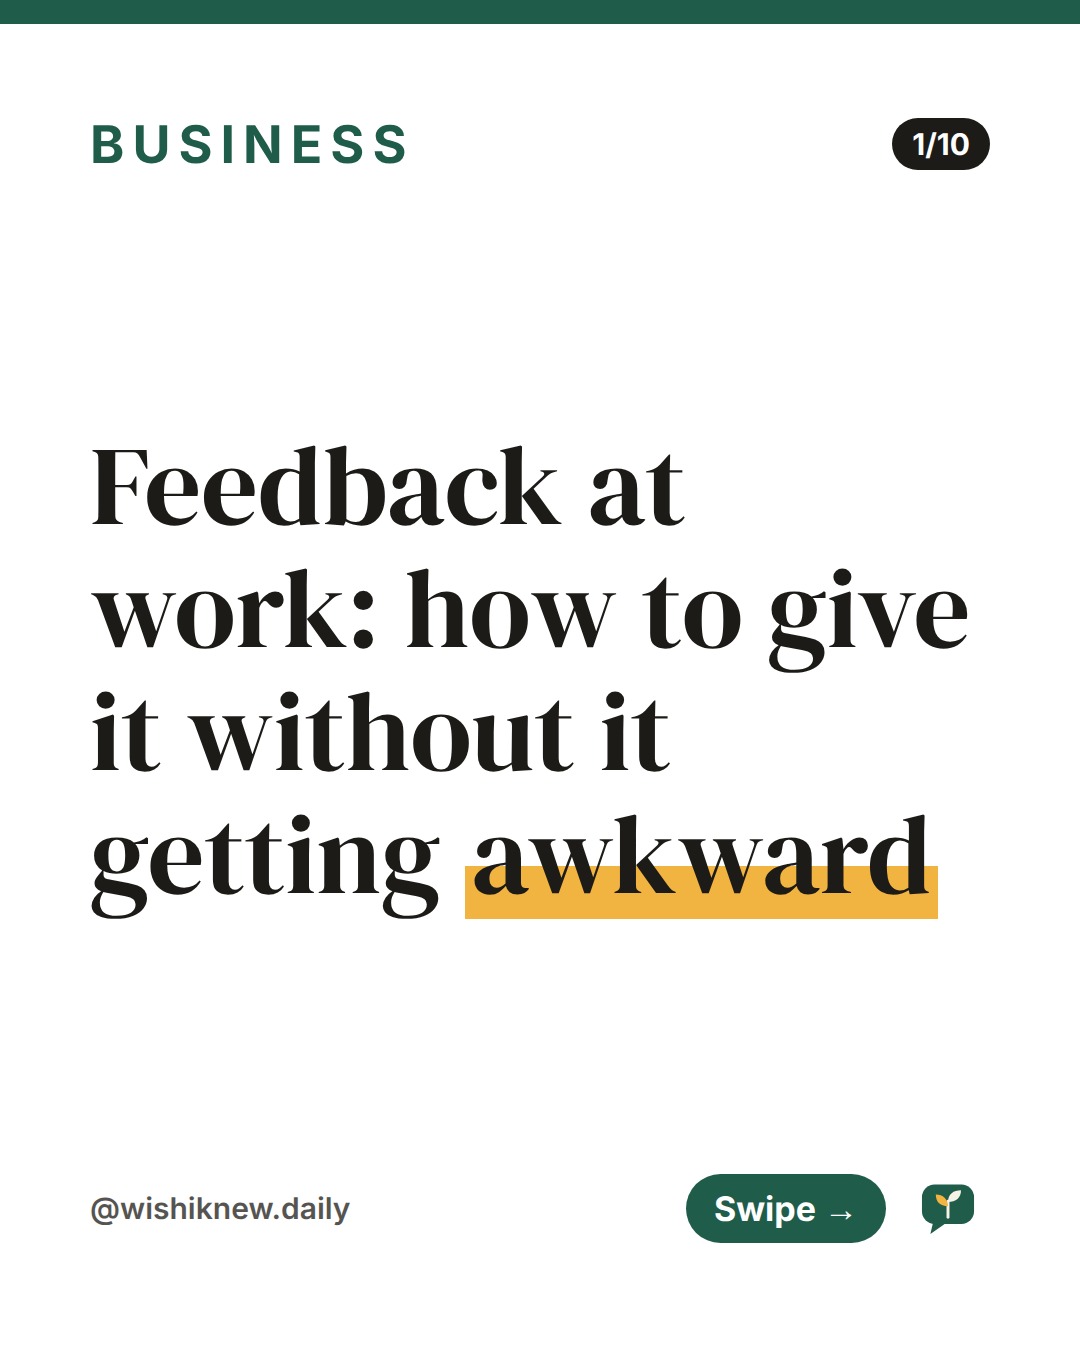 BUSINESS
1/10
Feedback at
work: how to give
it without it
getting awkward
@wishiknew.daily
Swipe →